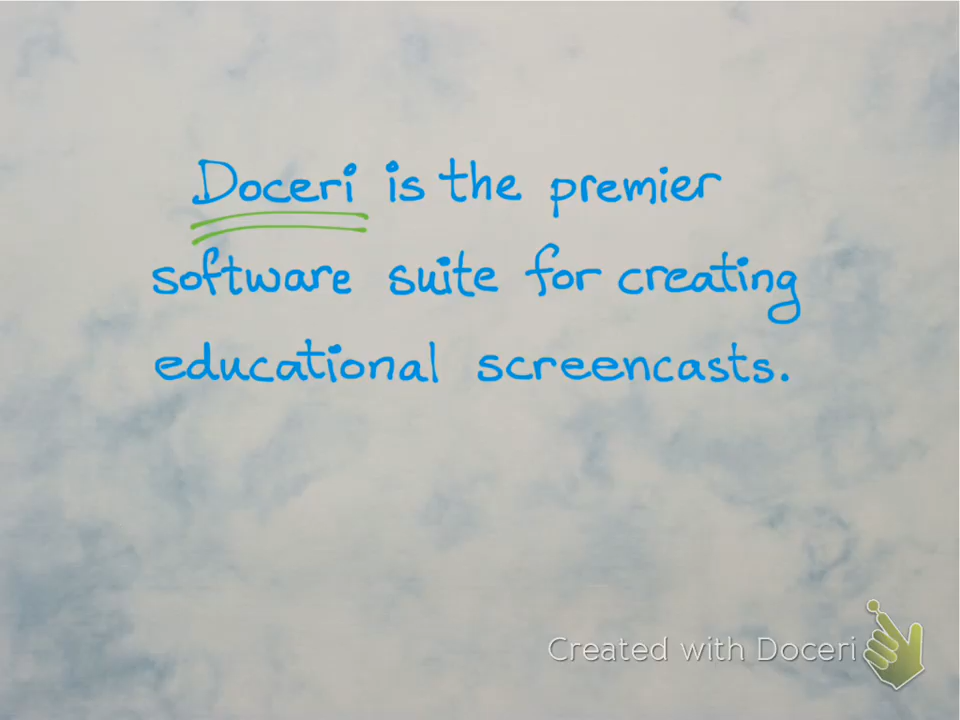 Doceri is the premier
software suite for creating
educational screencasts.
Created with Doceri